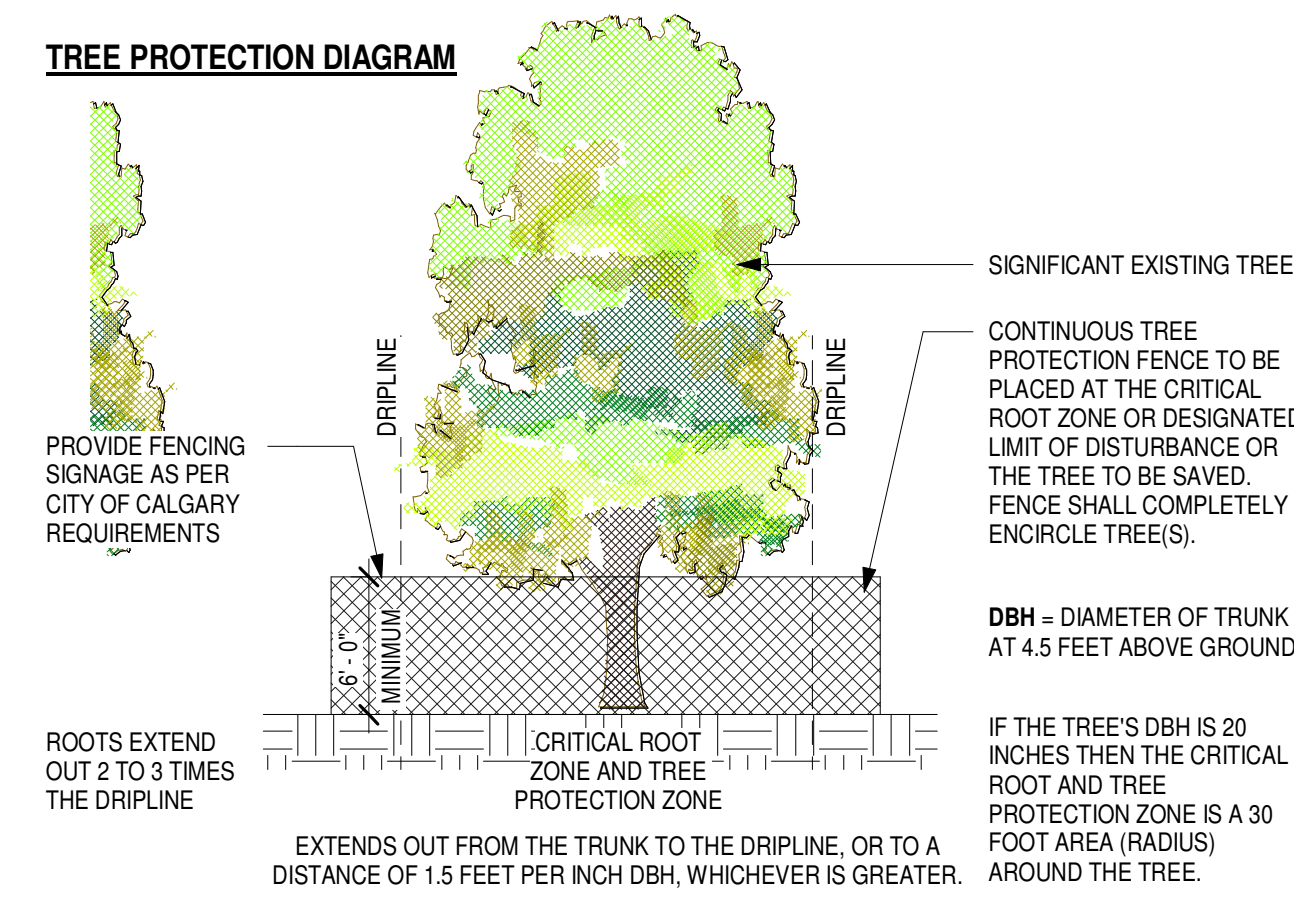 TREE PROTECTION DIAGRAM
SIGNIFICANT EXISTING TREE
DRIPLINE
DRIPLINE
CONTINUOUS TREE
PROTECTION FENCE TO BE
PLACED AT THE CRITICAL
ROOT ZONE OR DESIGNATED
LIMIT OF DISTURBANCE OR
THE TREE TO BE SAVED.
FENCE SHALL COMPLETELY
ENCIRCLE TREE(S).
PROVIDE FENCING
SIGNAGE AS PER
CITY OF CALGARY
REQUIREMENTS
6' - 0"
MINIMUM
DBH = DIAMETER OF TRUNK
AT 4.5 FEET ABOVE GROUND
ROOTS EXTEND
OUT 2 TO 3 TIMES
THE DRIPLINE
CRITICAL ROOT
ZONE AND TREE
PROTECTION ZONE
EXTENDS OUT FROM THE TRUNK TO THE DRIPLINE, OR TO A
DISTANCE OF 1.5 FEET PER INCH DBH, WHICHEVER IS GREATER.
IF THE TREE'S DBH IS 20
INCHES THEN THE CRITICAL
ROOT AND TREE
PROTECTION ZONE IS A 30
FOOT AREA (RADIUS)
AROUND THE TREE.